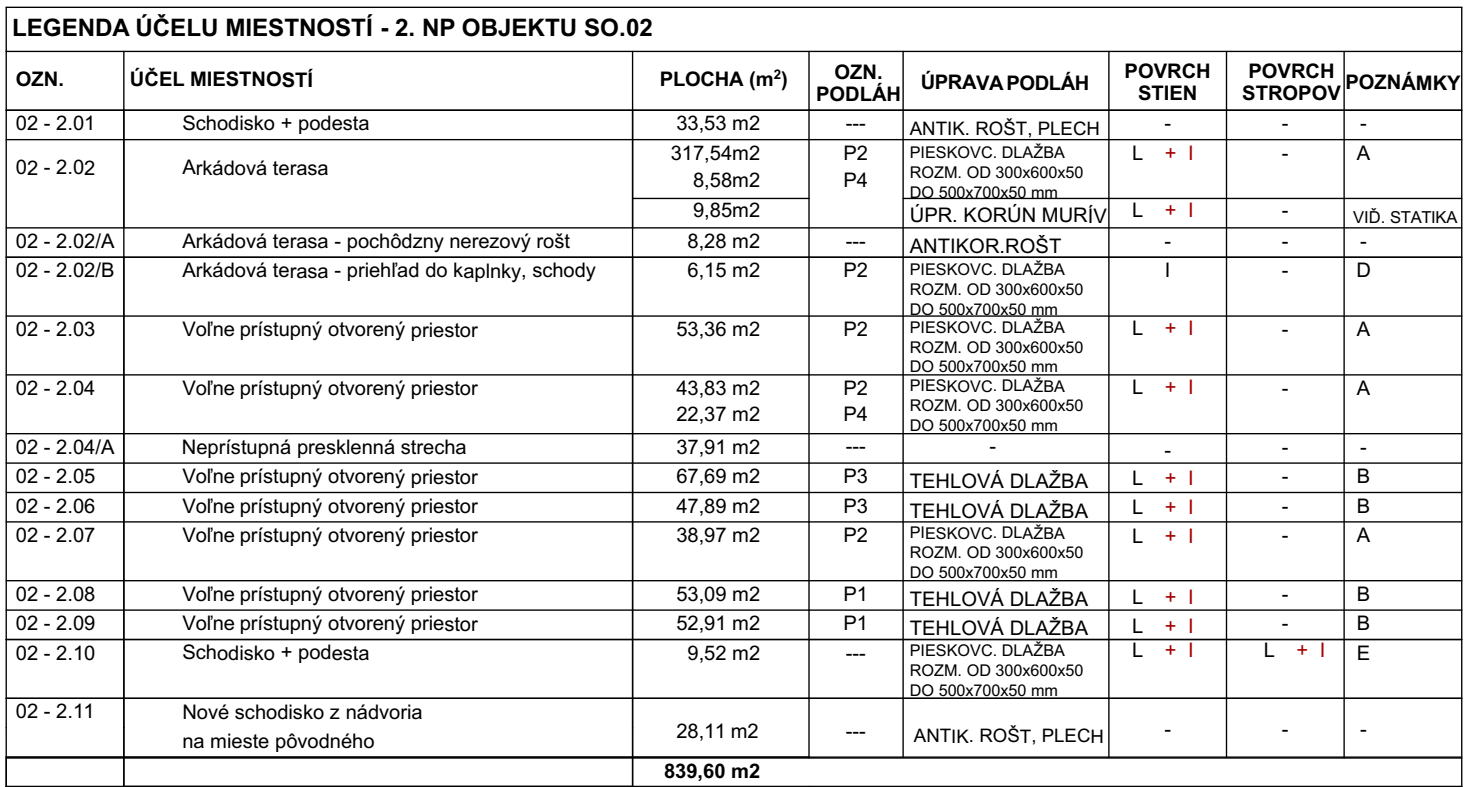 LEGENDA ÚČELU MIESTNOSTÍ - 2. NP OBJEKTU SO.02
OZN. ÚČEL MIESTNOSTÍ PLOCHA (m²) OZN. PODLÁH ÚPRAVA PODLÁH POVRCH STIEN POVRCH STROPOV POZNÁMKY
02 - 2.01 Schodisko + podesta 33,53 m2 --- ANTIK. ROŠT, PLECH - - -
02 - 2.02 Arkádová terasa 317,54m2 P2 PIESKOVC. DLAŽBA L + I - A
8,58m2 P4 ROZM. OD 300x600x50
DO 500x700x50 mm
9,85m2 ÚPR. KORÚN MURÍV L + I - VIĎ. STATIKA
02 - 2.02/A Arkádová terasa - pochôdzny nerezový rošt 8,28 m2 --- ANTIKOR.ROŠT - - -
02 - 2.02/B Arkádová terasa - priehľad do kaplnky, schody 6,15 m2 P2 PIESKOVC. DLAŽBA I - D
ROZM. OD 300x600x50
DO 500x700x50 mm
02 - 2.03 Voľne prístupný otvorený priestor 53,36 m2 P2 PIESKOVC. DLAŽBA L + I - A
ROZM. OD 300x600x50
DO 500x700x50 mm
02 - 2.04 Voľne prístupný otvorený priestor 43,83 m2 P2 PIESKOVC. DLAŽBA L + I - A
22,37 m2 P4 ROZM. OD 300x600x50
DO 500x700x50 mm
02 - 2.04/A Neprístupná presklenná strecha 37,91 m2 --- - - - -
02 - 2.05 Voľne prístupný otvorený priestor 67,69 m2 P3 TEHLOVÁ DLAŽBA L + I - B
02 - 2.06 Voľne prístupný otvorený priestor 47,89 m2 P3 TEHLOVÁ DLAŽBA L + I - B
02 - 2.07 Voľne prístupný otvorený priestor 38,97 m2 P2 PIESKOVC. DLAŽBA L + I - A
ROZM. OD 300x600x50
DO 500x700x50 mm
02 - 2.08 Voľne prístupný otvorený priestor 53,09 m2 P1 TEHLOVÁ DLAŽBA L + I - B
02 - 2.09 Voľne prístupný otvorený priestor 52,91 m2 P1 TEHLOVÁ DLAŽBA L + I - B
02 - 2.10 Schodisko + podesta 9,52 m2 --- PIESKOVC. DLAŽBA L + I L + I E
ROZM. OD 300x600x50
DO 500x700x50 mm
02 - 2.11 Nové schodisko z nádvoria
na mieste pôvodného 28,11 m2 --- ANTIK. ROŠT, PLECH - - -
839,60 m2